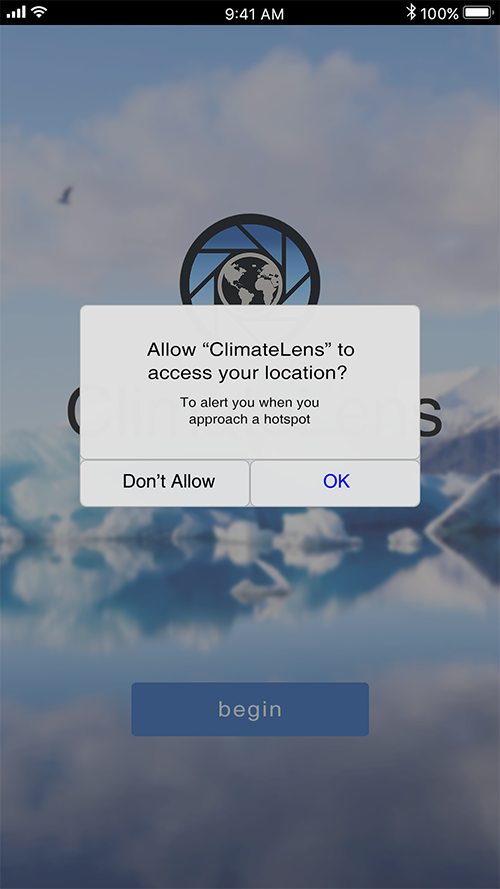 9:41 AM
100%
Allow “ClimateLens” to
access your location?
To alert you when you
approach a hotspot
Don’t Allow
OK
begin